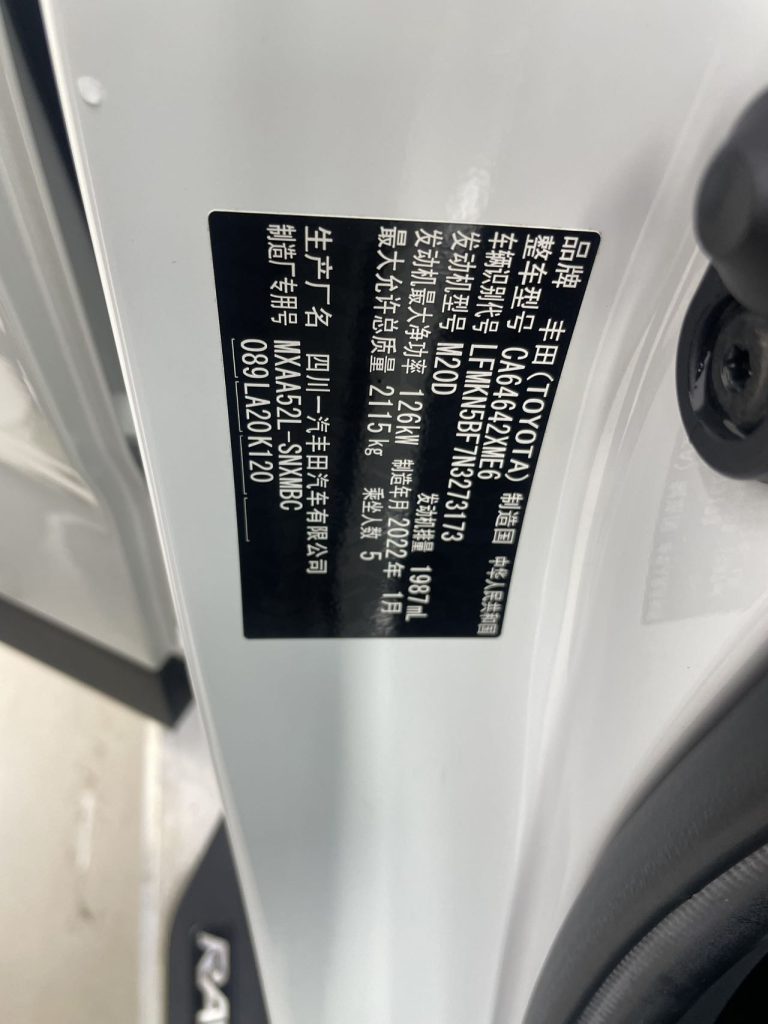 品牌 丰田(TOYOTA) 制造国 中华人民共和国
整车型号 CA64642XME6
车辆识别代号 LFMKN5BF7N3273173
发动机型号 M20D 发动机排量 1987mL
发动机最大净功率 126kW 制造年月 2022年 1月
最大允许总质量 2115kg 乘坐人数 5
生产厂名 四川一汽丰田汽车有限公司
制造厂专用号 MXAA52L-SNXMBC
089LA20K120
RA